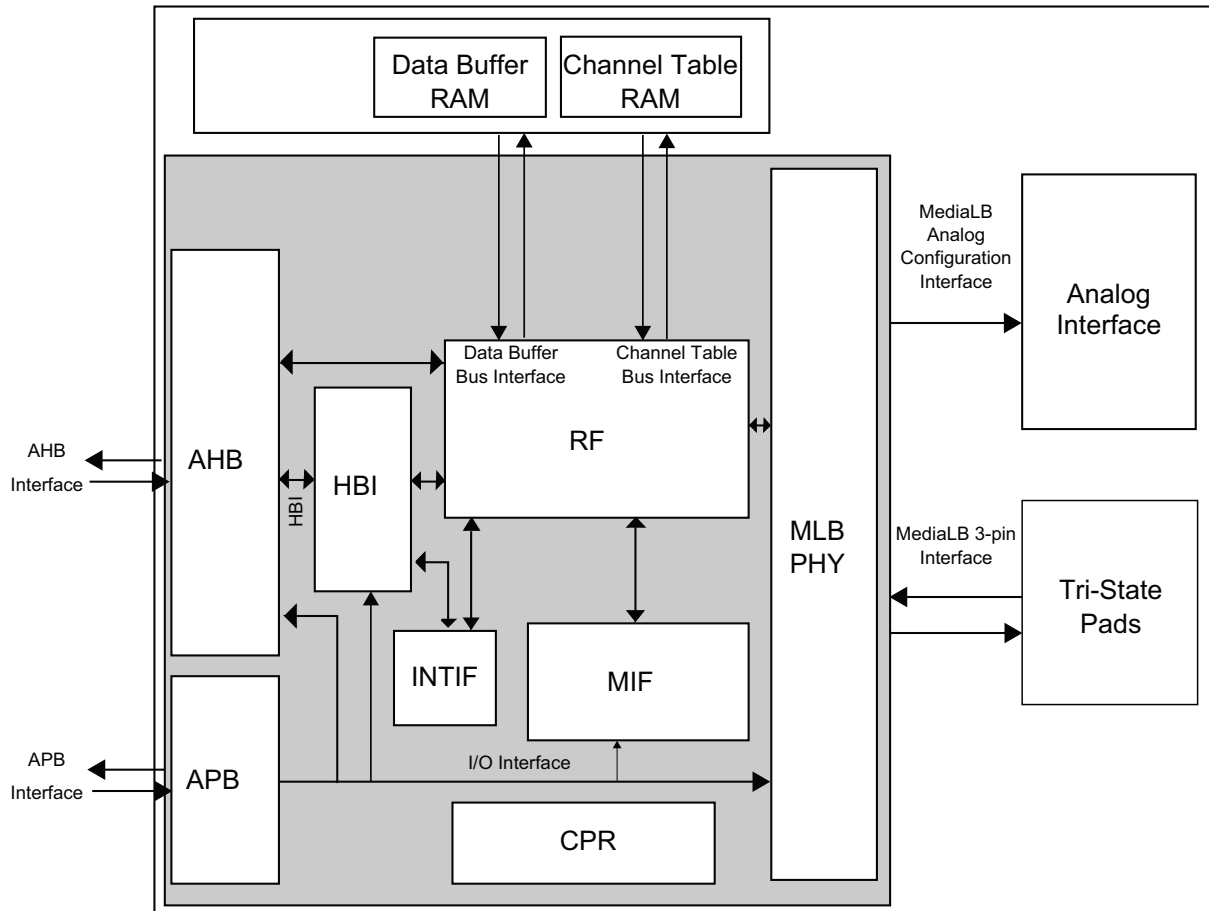 Data Buffer
RAM
Channel Table
RAM
MediaLB
Analog
Configuration
Interface
Analog
Interface
Data Buffer
Bus Interface
Channel Table
Bus Interface
RF
AHB
Interface
AHB
HBI
HBI
MLB
PHY
MediaLB 3-pin
Interface
Tri-State
Pads
INTIF
MIF
APB
Interface
APB
I/O Interface
CPR